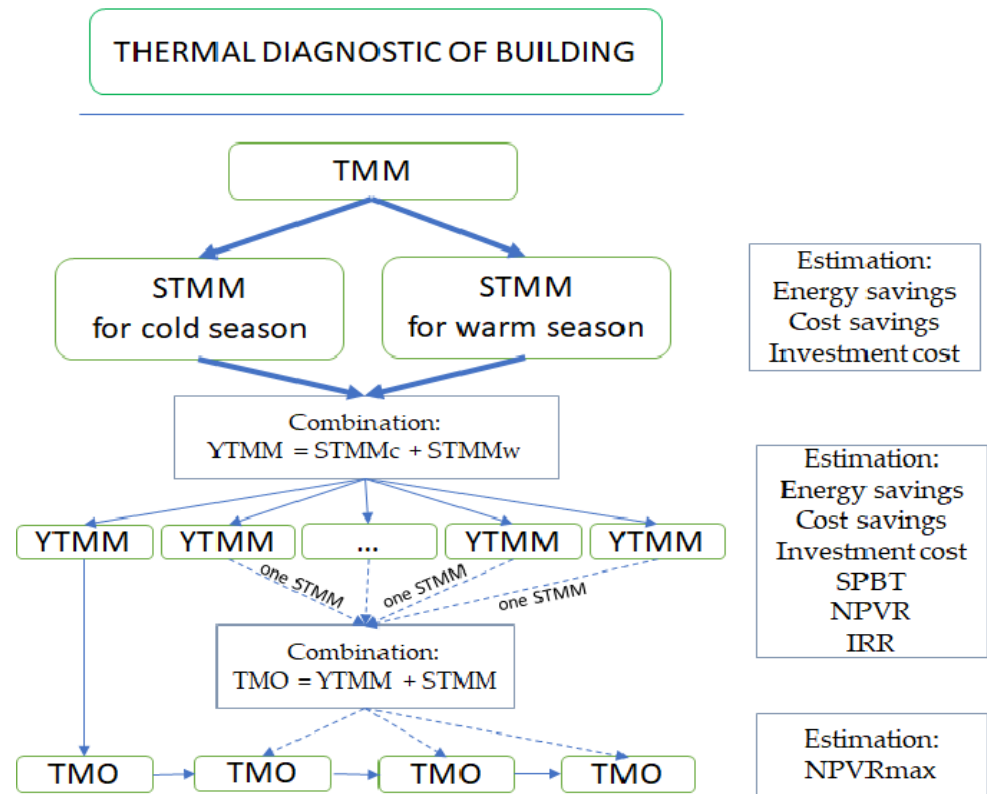 THERMAL DIAGNOSTIC OF BUILDING
TMM
STMM
for cold season
STMM
for warm season
Estimation:
Energy savings
Cost savings
Investment cost
Combination:
YTMM = STMMc + STMMw
Estimation:
Energy savings
Cost savings
Investment cost
SPBT
NPVR
IRR
YTMM
YTMM
...
YTMM
YTMM
one STMM
one STMM
one STMM
Combination:
TMO = YTMM + STMM
Estimation:
NPVRmax
TMO
TMO
TMO
TMO